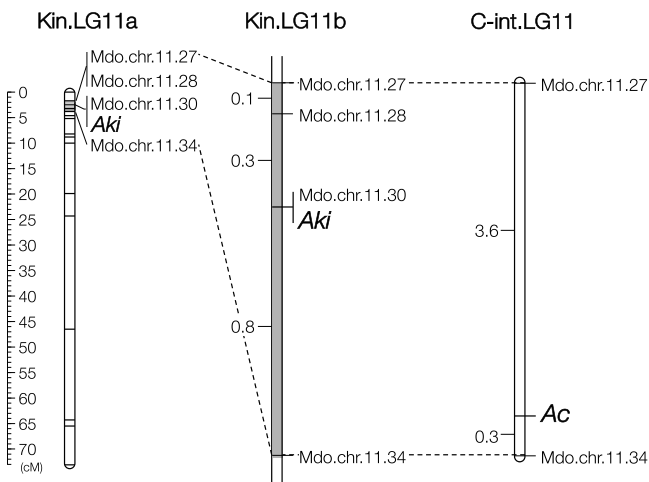 Kin.LG11a
Kin.LG11b
C-int.LG11
Mdo.chr.11.27
Mdo.chr.11.28
Mdo.chr.11.30
Aki
Mdo.chr.11.34
0
5
10
15
20
25
30
35
40
45
50
55
60
65
70
(cM)
0.1
0.3
0.8
Mdo.chr.11.27
Mdo.chr.11.28
Mdo.chr.11.30
Aki
Mdo.chr.11.34
3.6
0.3
Mdo.chr.11.27
Ac
Mdo.chr.11.34